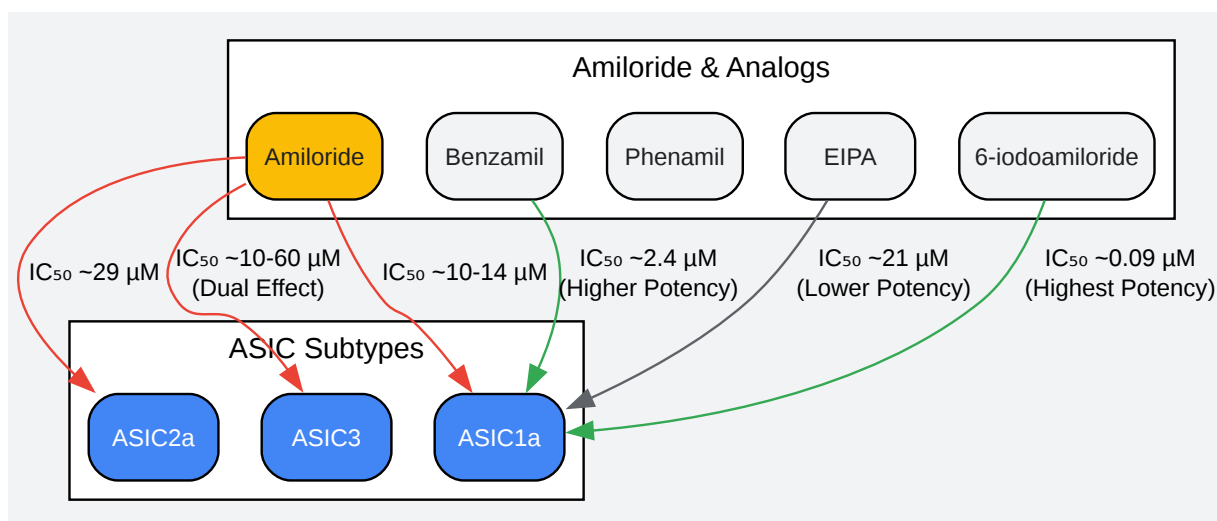 Amiloride & Analogs
Amiloride
Benzamil
Phenamil
EIPA
6-iodoamiloride
IC₅₀ ~29 µM
IC₅₀ ~10-60 µM
(Dual Effect)
IC₅₀ ~10-14 µM
IC₅₀ ~2.4 µM
(Higher Potency)
IC₅₀ ~21 µM
(Lower Potency)
IC₅₀ ~0.09 µM
(Highest Potency)
ASIC Subtypes
ASIC2a
ASIC3
ASIC1a